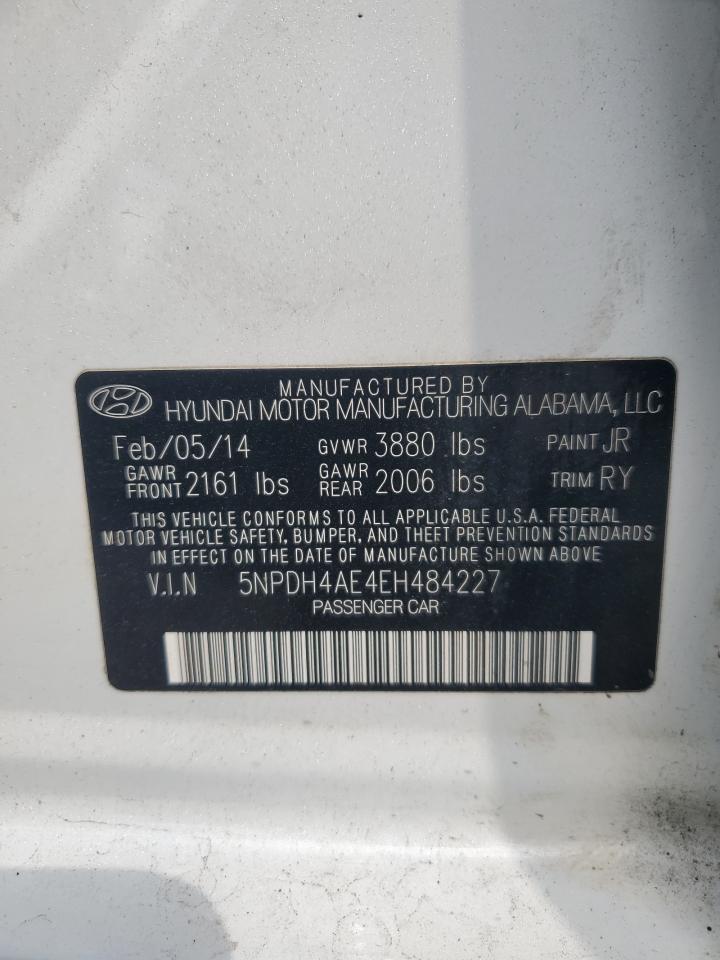 MANUFACTURED BY
HYUNDAI MOTOR MANUFACTURING ALABAMA, LLC
Feb/05/14 GVWR 3880 lbs PAINT JR
GAWR FRONT 2161 lbs GAWR REAR 2006 lbs TRIM RY
THIS VEHICLE CONFORMS TO ALL APPLICABLE U.S.A. FEDERAL
MOTOR VEHICLE SAFETY, BUMPER, AND THEFT PREVENTION STANDARDS
IN EFFECT ON THE DATE OF MANUFACTURE SHOWN ABOVE
V.I.N 5NPDH4AE4EH484227
PASSENGER CAR